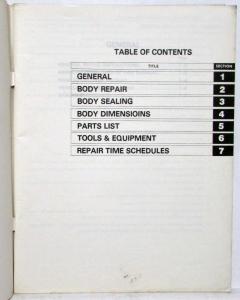 TABLE OF CONTENTS
TITLE SECTION
GENERAL 1
BODY REPAIR 2
BODY SEALING 3
BODY DIMENSIOINS 4
PARTS LIST 5
TOOLS & EQUIPMENT 6
REPAIR TIME SCHEDULES 7